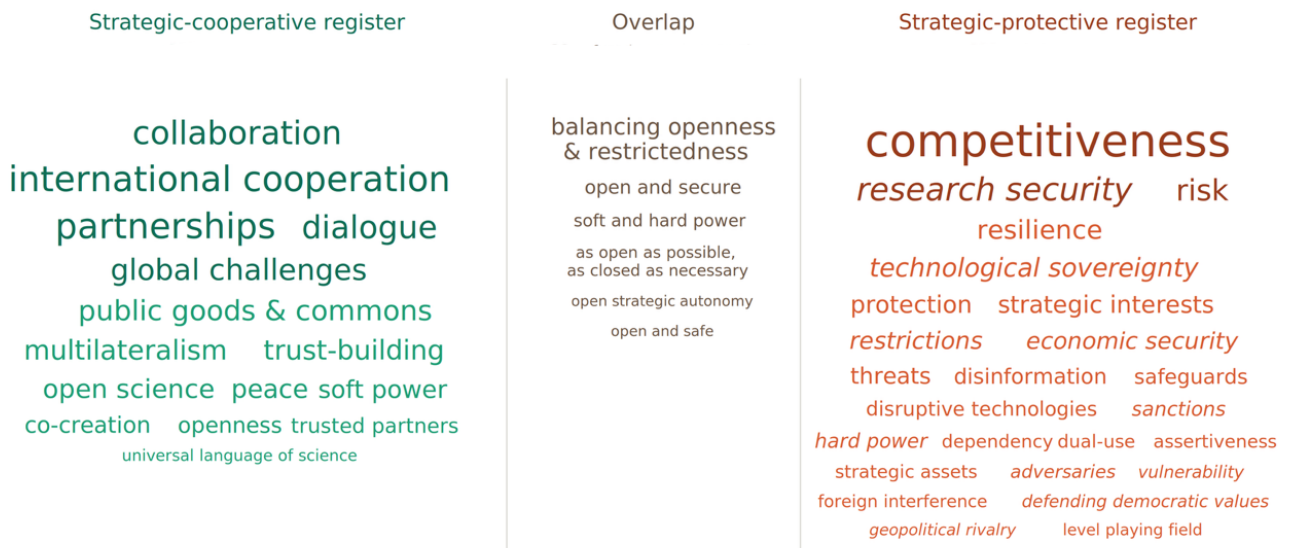 Strategic-cooperative register
Overlap
Strategic-protective register
collaboration
international cooperation
partnerships dialogue
global challenges
public goods & commons
multilateralism trust-building
open science peace soft power
co-creation openness trusted partners
universal language of science
balancing openness
& restrictedness
open and secure
soft and hard power
as open as possible,
as closed as necessary
open strategic autonomy
open and safe
competitiveness
research security risk
resilience
technological sovereignty
protection strategic interests
restrictions economic security
threats disinformation safeguards
disruptive technologies sanctions
hard power dependency dual-use assertiveness
strategic assets adversaries vulnerability
foreign interference defending democratic values
geopolitical rivalry level playing field